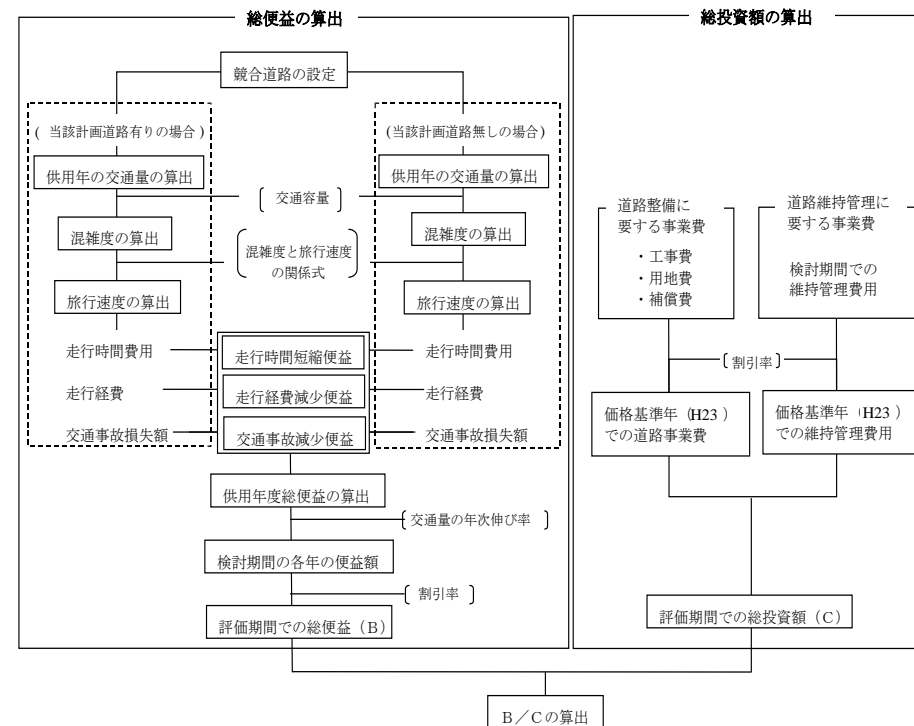 総便益の算出
競合道路の設定
( 当該計画道路有りの場合 )
供用年の交通量の算出
混雑度の算出
旅行速度の算出
走行時間費用
走行経費
交通事故損失額
交通容量
混雑度と旅行速度
の関係式
走行時間短縮便益
走行経費減少便益
交通事故減少便益
(当該計画道路無しの場合)
供用年の交通量の算出
混雑度の算出
旅行速度の算出
走行時間費用
走行経費
交通事故損失額
供用年度総便益の算出
交通量の年次伸び率
検討期間の各年の便益額
割引率
評価期間での総便益（B）
総投資額の算出
道路整備に
要する事業費
・工事費
・用地費
・補償費
道路維持管理に
要する事業費
検討期間での
維持管理費用
割引率
価格基準年（H23）
での道路事業費
価格基準年（H23）
での維持管理費用
評価期間での総投資額（C）
B／Cの算出